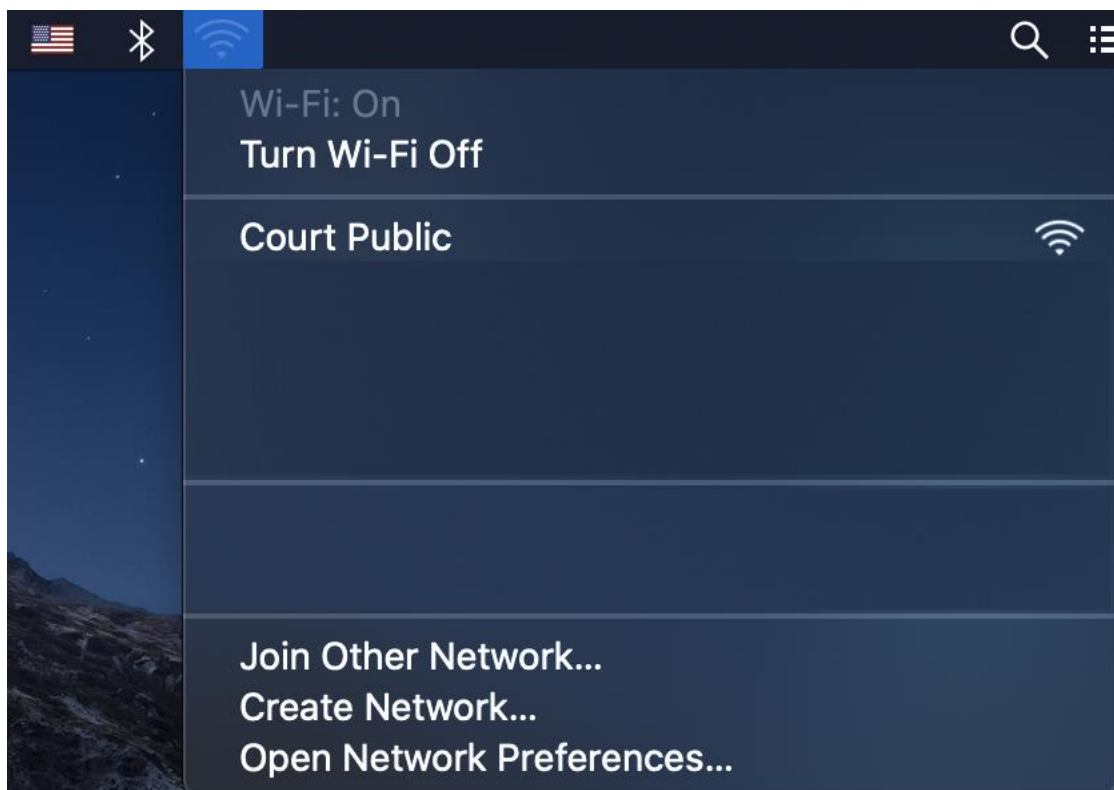 Wi-Fi: On
Turn Wi-Fi Off
Court Public
Join Other Network...
Create Network...
Open Network Preferences...